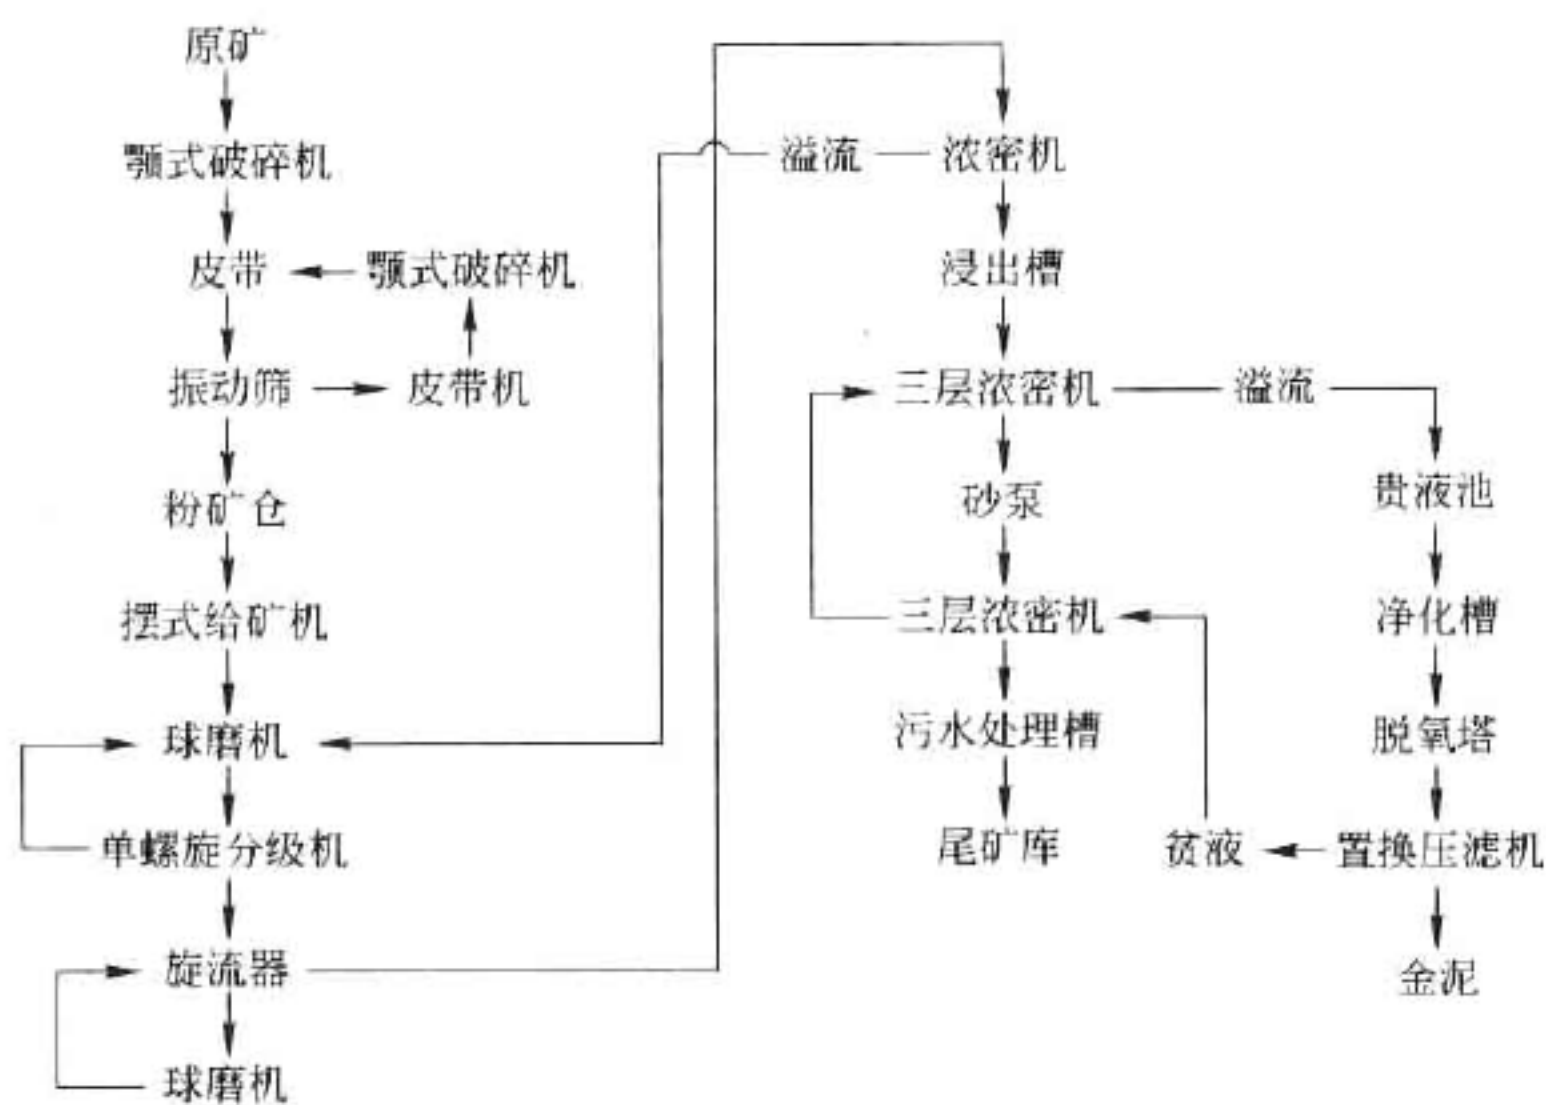 原矿
颚式破碎机
皮带
颚式破碎机
振动筛
皮带机
粉矿仓
摆式给矿机
球磨机
单螺旋分级机
旋流器
球磨机
溢流
浓密机
浸出槽
三层浓密机
溢流
砂泵
贵液池
三层浓密机
净化槽
污水处理槽
脱氧塔
尾矿库
贫液
置换压滤机
金泥